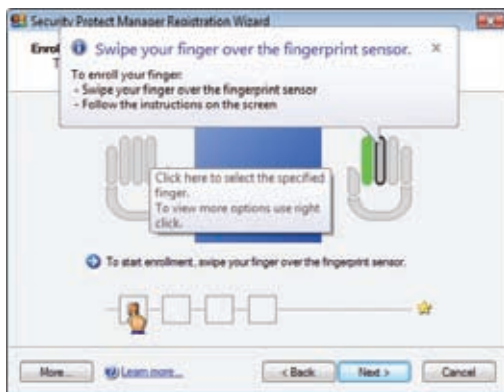 Security Protect Manager Registration Wizard
Enrol
T
Swipe your finger over the fingerprint sensor.
To enroll your finger:
- Swipe your finger over the fingerprint sensor
- Follow the instructions on the screen
Click here to select the specified
finger.
To view more options use right
click.
To start enrollment, swipe your finger over the fingerprint sensor.
More...
Learn more...
< Back
Next >
Cancel